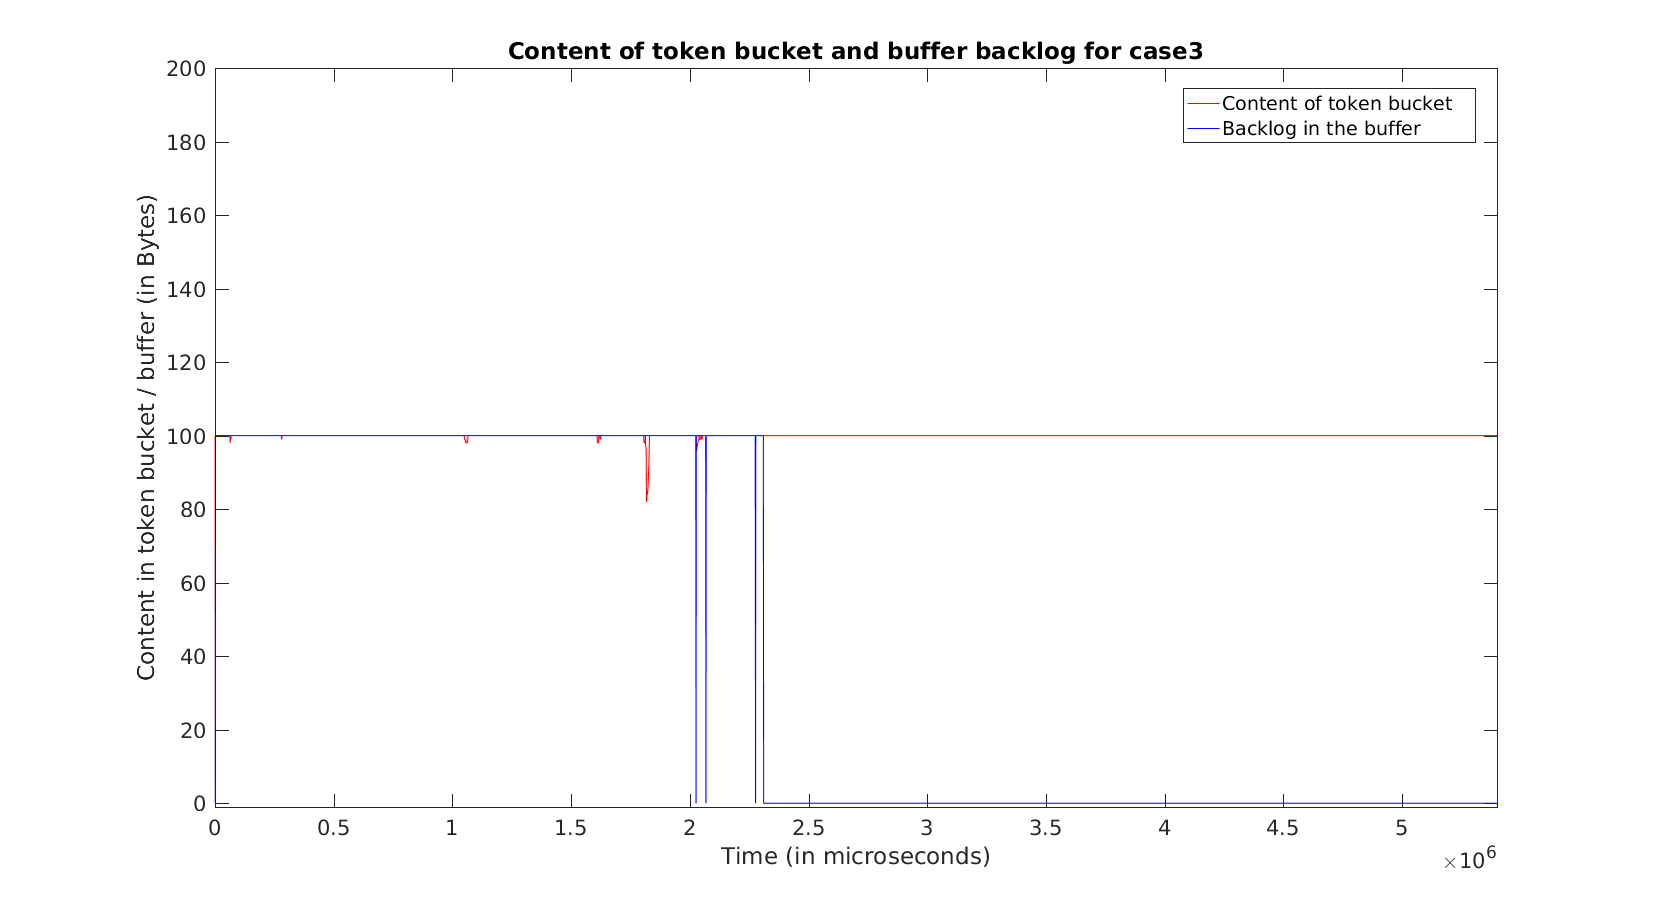 Content of token bucket and buffer backlog for case3
Content of token bucket
Backlog in the buffer
Content in token bucket / buffer (in Bytes)
200
180
160
140
120
100
80
60
40
20
0
0 0.5 1 1.5 2 2.5 3 3.5 4 4.5 5
Time (in microseconds)
×10^6